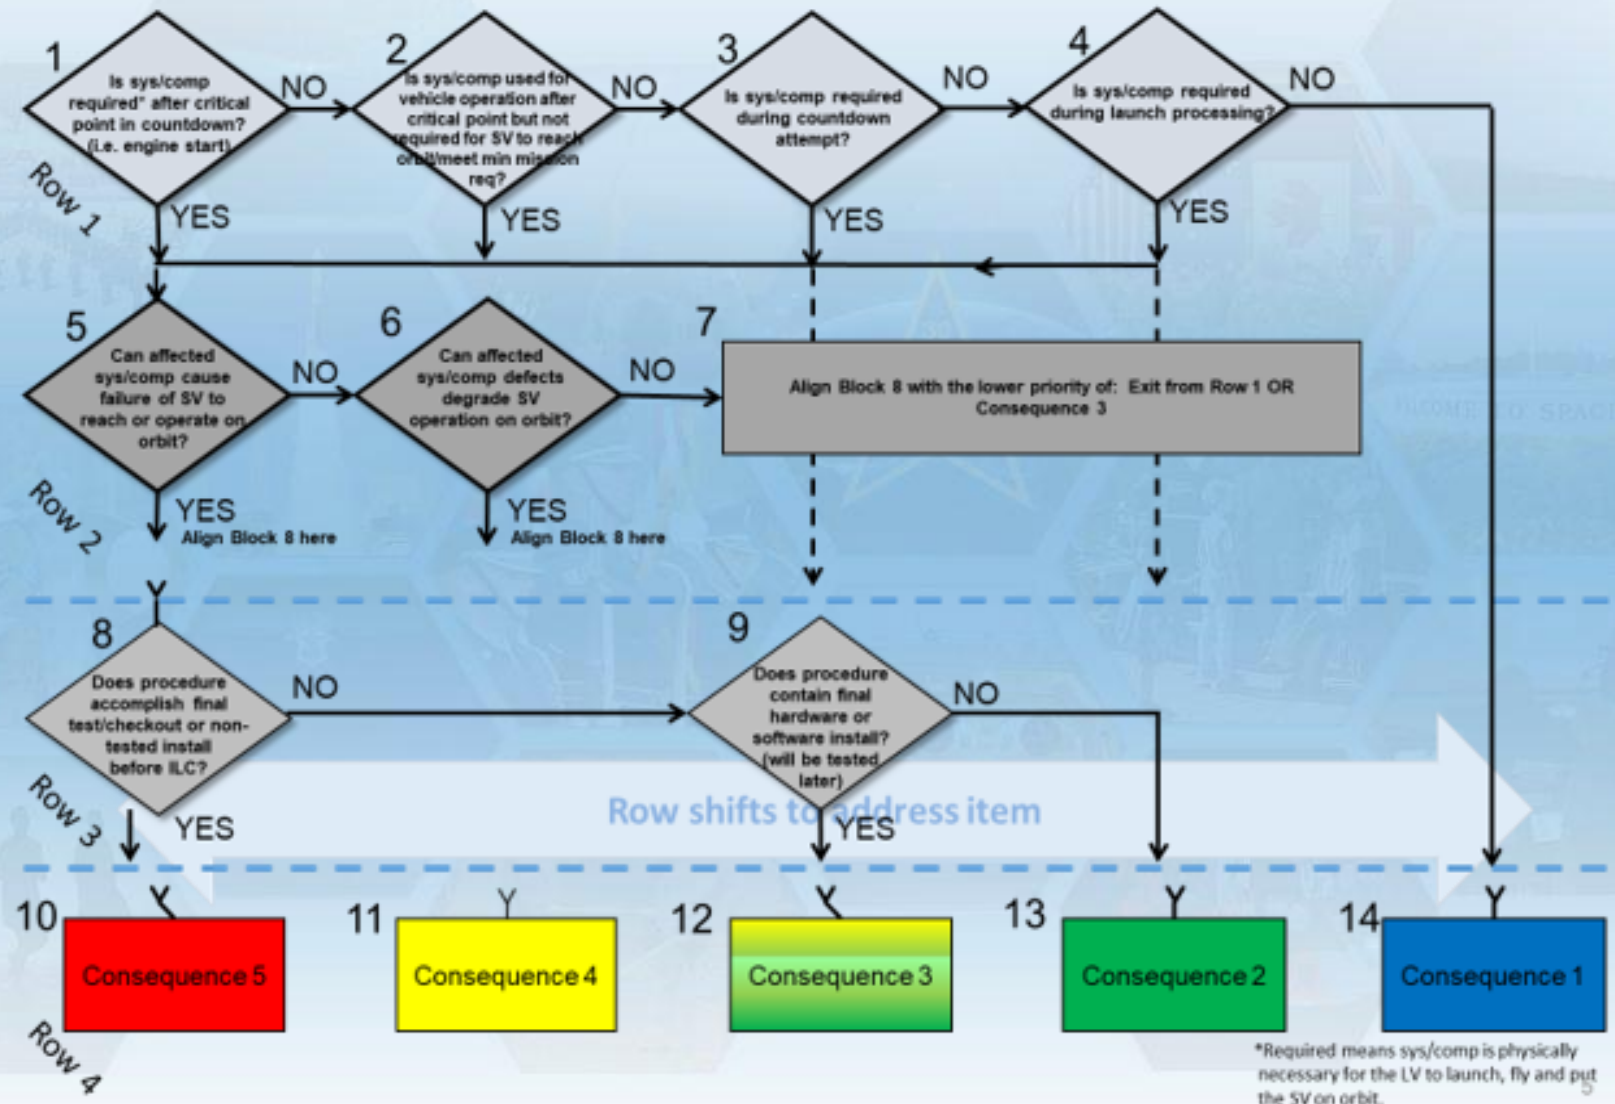 1
Is sys/comp
required* after critical
point in countdown?
(i.e. engine start)
NO
YES
2
Is sys/comp used for
vehicle operation after
critical point but not
required for SV to reach
orbit/meet min mission
req?
NO
YES
3
Is sys/comp required
during countdown
attempt?
NO
YES
4
Is sys/comp required
during launch processing?
NO
YES
Row 1
5
Can affected
sys/comp cause
failure of SV to
reach or operate on
orbit?
NO
YES
Align Block 8 here
6
Can affected
sys/comp defects
degrade SV
operation on orbit?
NO
YES
Align Block 8 here
7
Align Block 8 with the lower priority of: Exit from Row 1 OR
Consequence 3
Row 2
8
Does procedure
accomplish final
test/checkout or non-
tested install
before ILC?
NO
YES
9
Does procedure
contain final
hardware or
software install?
(will be tested
later)
NO
YES
Row 3
Row shifts to address item
10
Consequence 5
11
Consequence 4
12
Consequence 3
13
Consequence 2
14
Consequence 1
Row 4
*Required means sys/comp is physically
necessary for the LV to launch, fly and put
the SV on orbit.
5